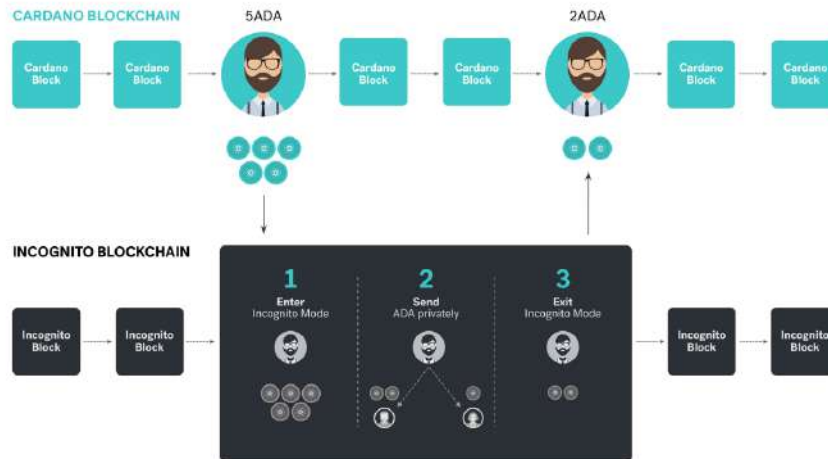 CARDANO BLOCKCHAIN
5ADA
2ADA
Cardano
Block
Cardano
Block
Cardano
Block
Cardano
Block
Cardano
Block
Cardano
Block
INCOGNITO BLOCKCHAIN
1
Enter
Incognito Mode
2
Send
ADA privately
3
Exit
Incognito Mode
Incognito
Block
Incognito
Block
Incognito
Block
Incognito
Block